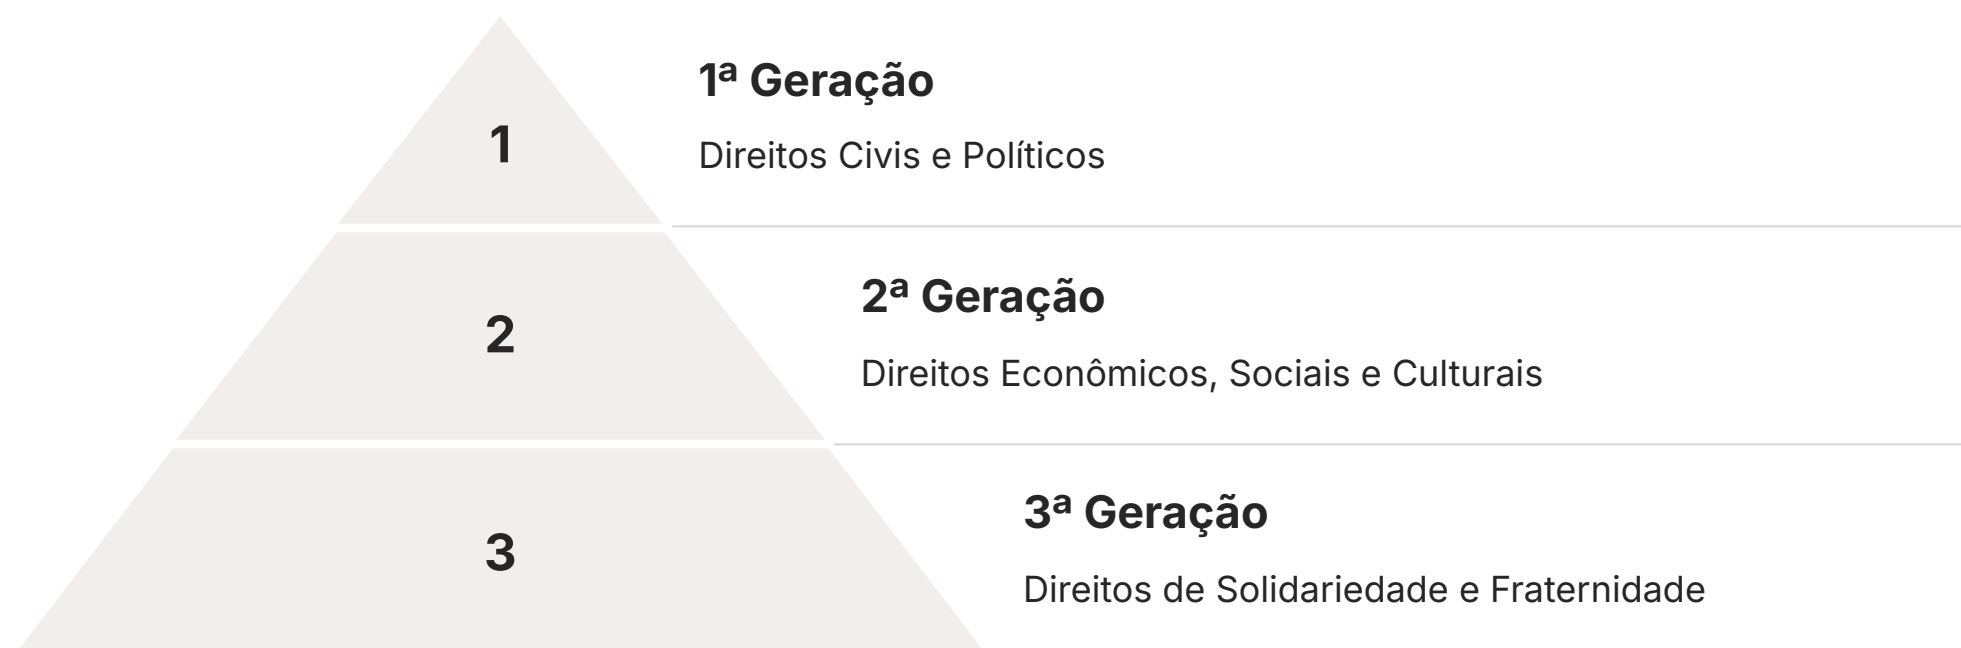 1
1ª Geração
Direitos Civis e Políticos
2
2ª Geração
Direitos Econômicos, Sociais e Culturais
3
3ª Geração
Direitos de Solidariedade e Fraternidade